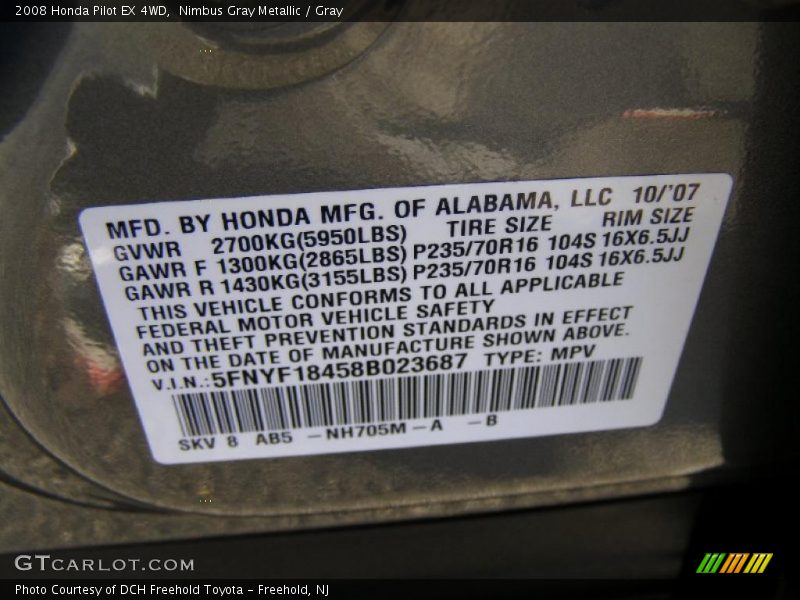 2008 Honda Pilot EX 4WD,  Nimbus Gray Metallic / Gray
MFD. BY HONDA MFG. OF ALABAMA, LLC 10/'07
GVWR 2700KG(5950LBS) TIRE SIZE RIM SIZE
GAWR F 1300KG(2865LBS) P235/70R16 104S 16X6.5JJ
GAWR R 1430KG(3155LBS) P235/70R16 104S 16X6.5JJ
THIS VEHICLE CONFORMS TO ALL APPLICABLE
FEDERAL MOTOR VEHICLE SAFETY
AND THEFT PREVENTION STANDARDS IN EFFECT
ON THE DATE OF MANUFACTURE SHOWN ABOVE.
V.I.N.:5FNYF18458B023687 TYPE: MPV
SKV 8 AB5 -NH705M-A -B
GTCARLOT.COM
Photo Courtesy of DCH Freehold Toyota - Freehold, NJ